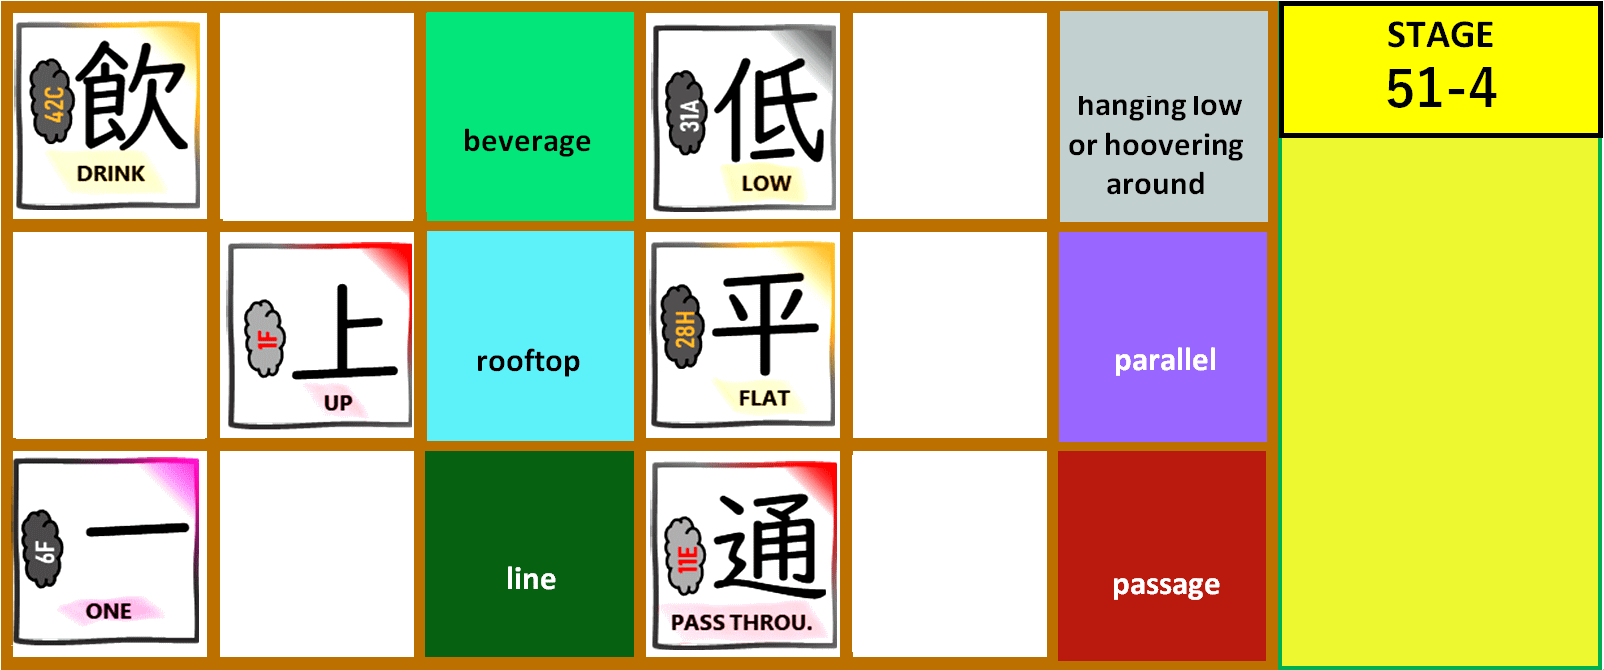 42C
飲
DRINK
beverage
31A
低
LOW
hanging low
or hoovering
around
STAGE
51-4
1F
上
UP
rooftop
28H
平
FLAT
parallel
6F
一
ONE
line
11E
通
PASS THROU.
passage